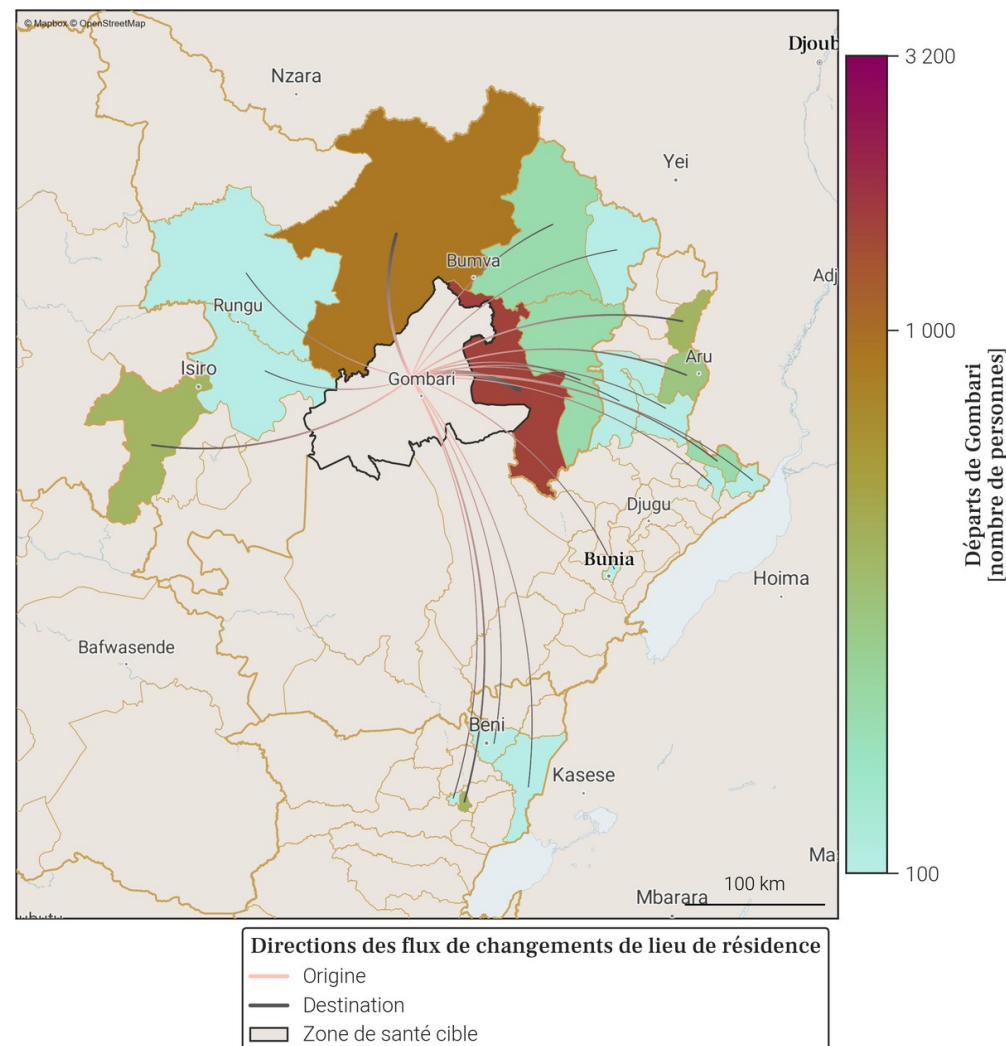 © Mapbox © OpenStreetMap
Djoub
3 200
Nzara
Yei
Bumva
Adj
Rungu
1 000
Aru
Isiro
Gombari
Départs de Gombari
[nombre de personnes]
Djugu
Bunia
Hoima
Bafwasende
Beni
Kasese
Ma
100
100 km
Mbarara
Directions des flux de changements de lieu de résidence
Origine
Destination
Zone de santé cible